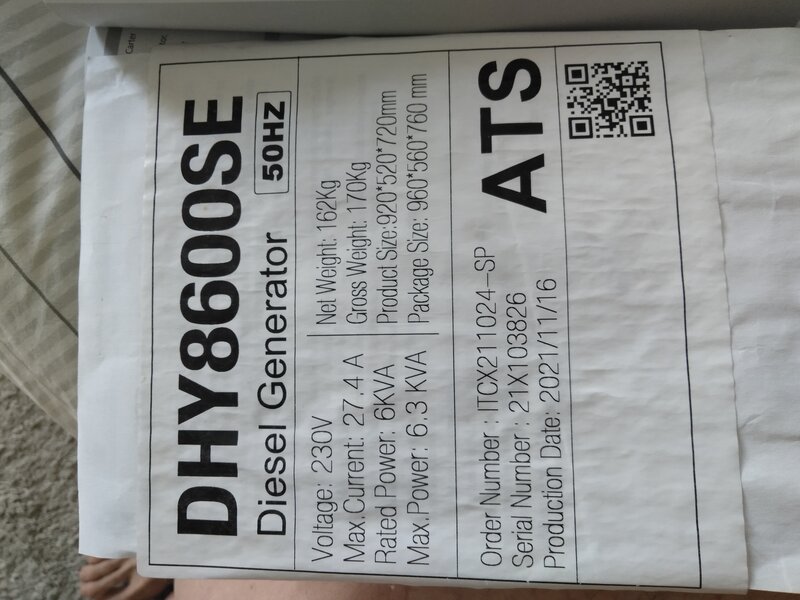 DHY8600SE
Diesel Generator 50HZ
Voltage: 230V
Max.Current: 27.4 A
Rated Power: 6KVA
Max.Power: 6.3 KVA
Net Weight: 162Kg
Gross Weight: 170Kg
Product Size:920*520*720mm
Package Size: 960*560*760 mm
Order Number : ITCX211024-SP
Serial Number : 21X103826
Production Date: 2021/11/16
ATS
Carter